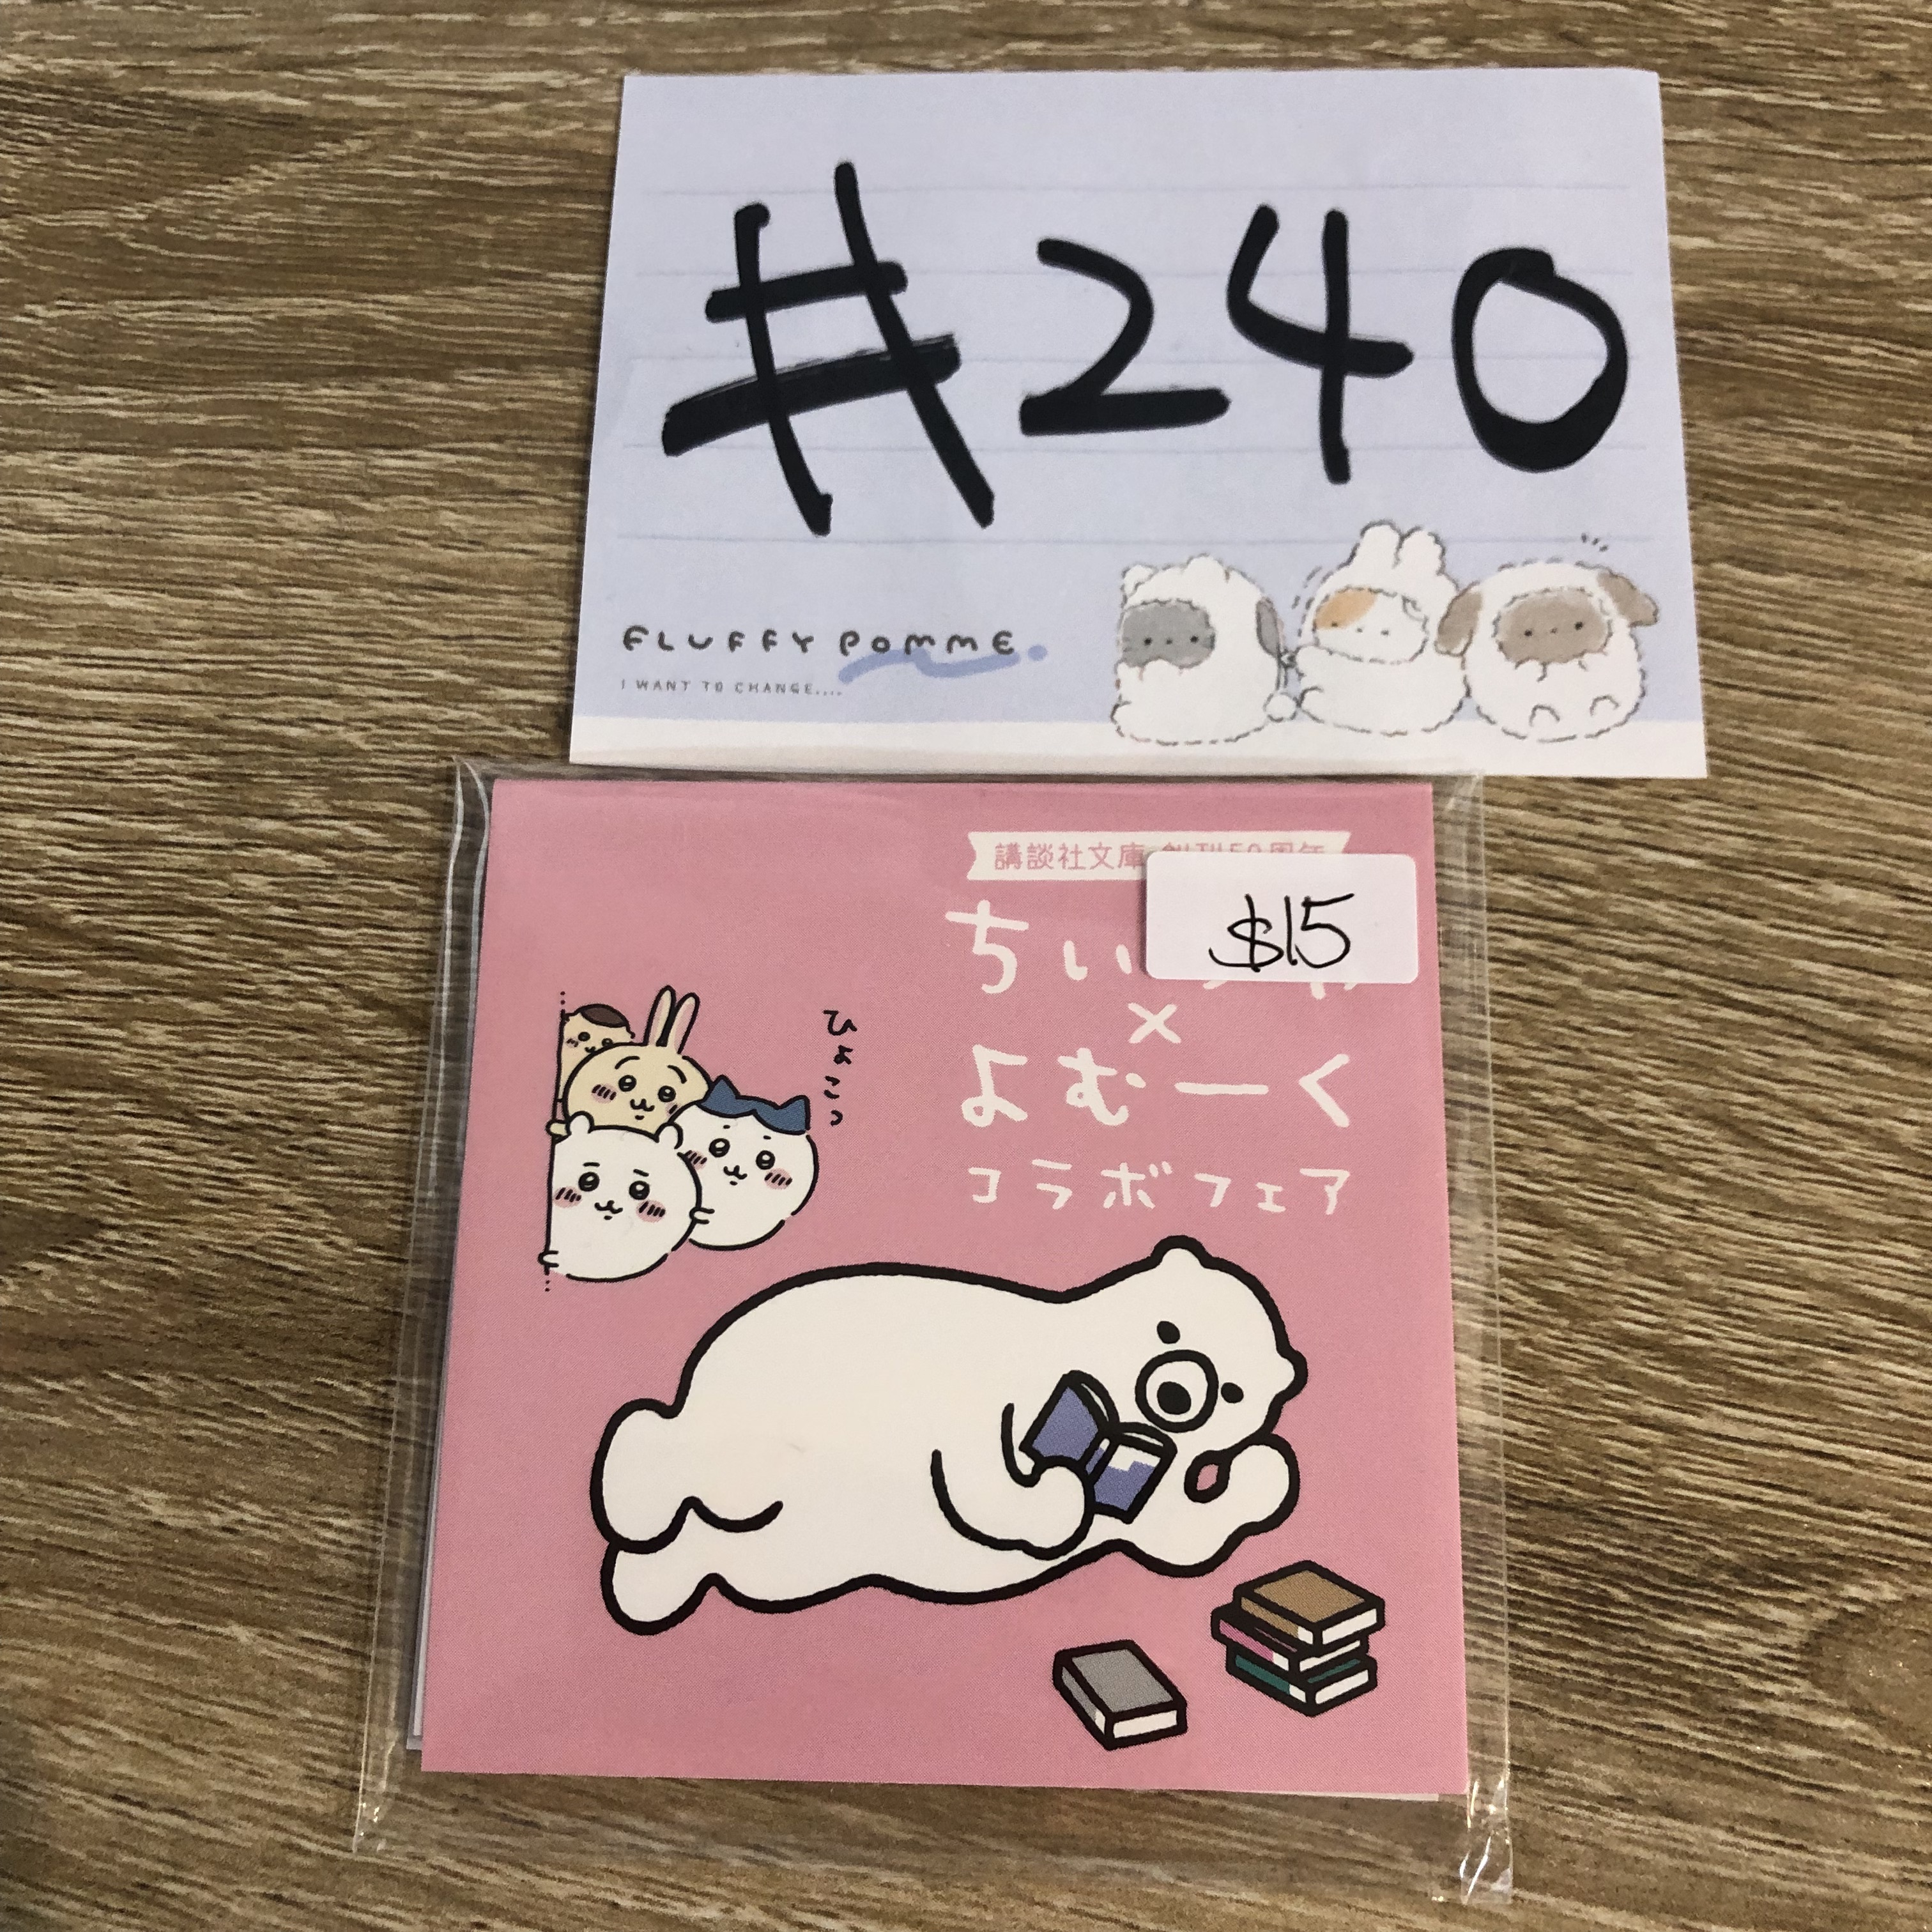 #240
FLUFFY POMME.
I WANT TO CHANGE....
講談社文庫
$15
ちい
×
よむーく
コラボフェア
ひょこっ